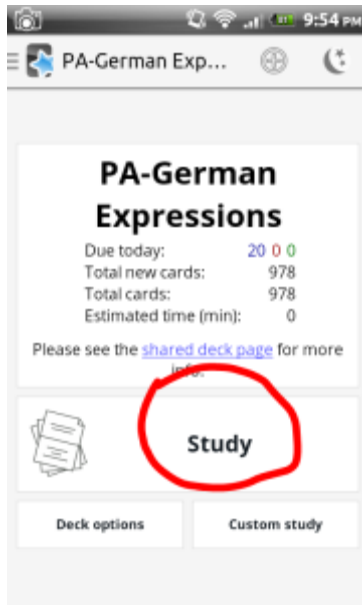 9:54 PM
PA-German Exp...
PA-German
Expressions
Due today: 20 0 0
Total new cards: 978
Total cards: 978
Estimated time (min): 0
Please see the shared deck page for more
info.
Study
Deck options
Custom study